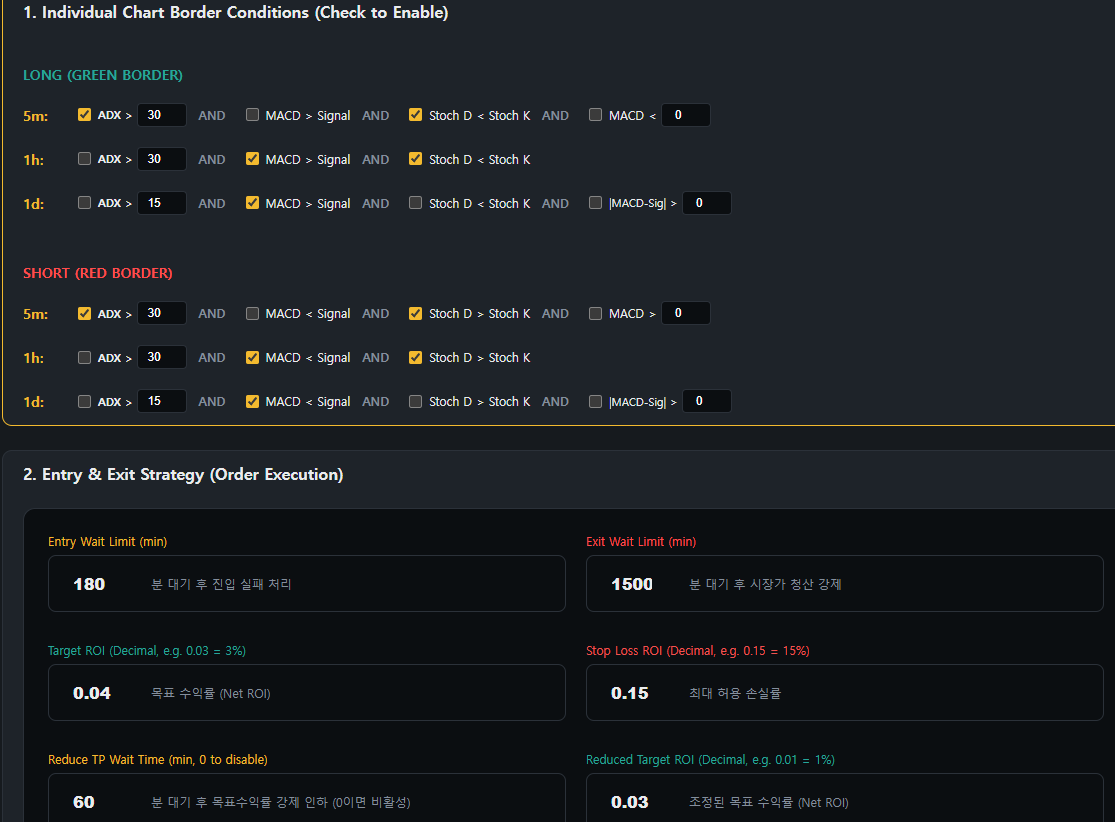 1. Individual Chart Border Conditions (Check to Enable)
LONG (GREEN BORDER)
5m: ADX > 30 AND MACD > Signal AND Stoch D < Stoch K AND MACD < 0
1h: ADX > 30 AND MACD > Signal AND Stoch D < Stoch K
1d: ADX > 15 AND MACD > Signal AND Stoch D < Stoch K AND |MACD-Sig| > 0
SHORT (RED BORDER)
5m: ADX > 30 AND MACD < Signal AND Stoch D > Stoch K AND MACD > 0
1h: ADX > 30 AND MACD < Signal AND Stoch D > Stoch K
1d: ADX > 15 AND MACD < Signal AND Stoch D > Stoch K AND |MACD-Sig| > 0
2. Entry & Exit Strategy (Order Execution)
Entry Wait Limit (min)
180 분 대기 후 진입 실패 처리
Exit Wait Limit (min)
1500 분 대기 후 시장가 청산 강제
Target ROI (Decimal, e.g. 0.03 = 3%)
0.04 목표 수익률 (Net ROI)
Stop Loss ROI (Decimal, e.g. 0.15 = 15%)
0.15 최대 허용 손실률
Reduce TP Wait Time (min, 0 to disable)
60 분 대기 후 목표수익률 강제 인하 (0이면 비활성)
Reduced Target ROI (Decimal, e.g. 0.01 = 1%)
0.03 조정된 목표 수익률 (Net ROI)